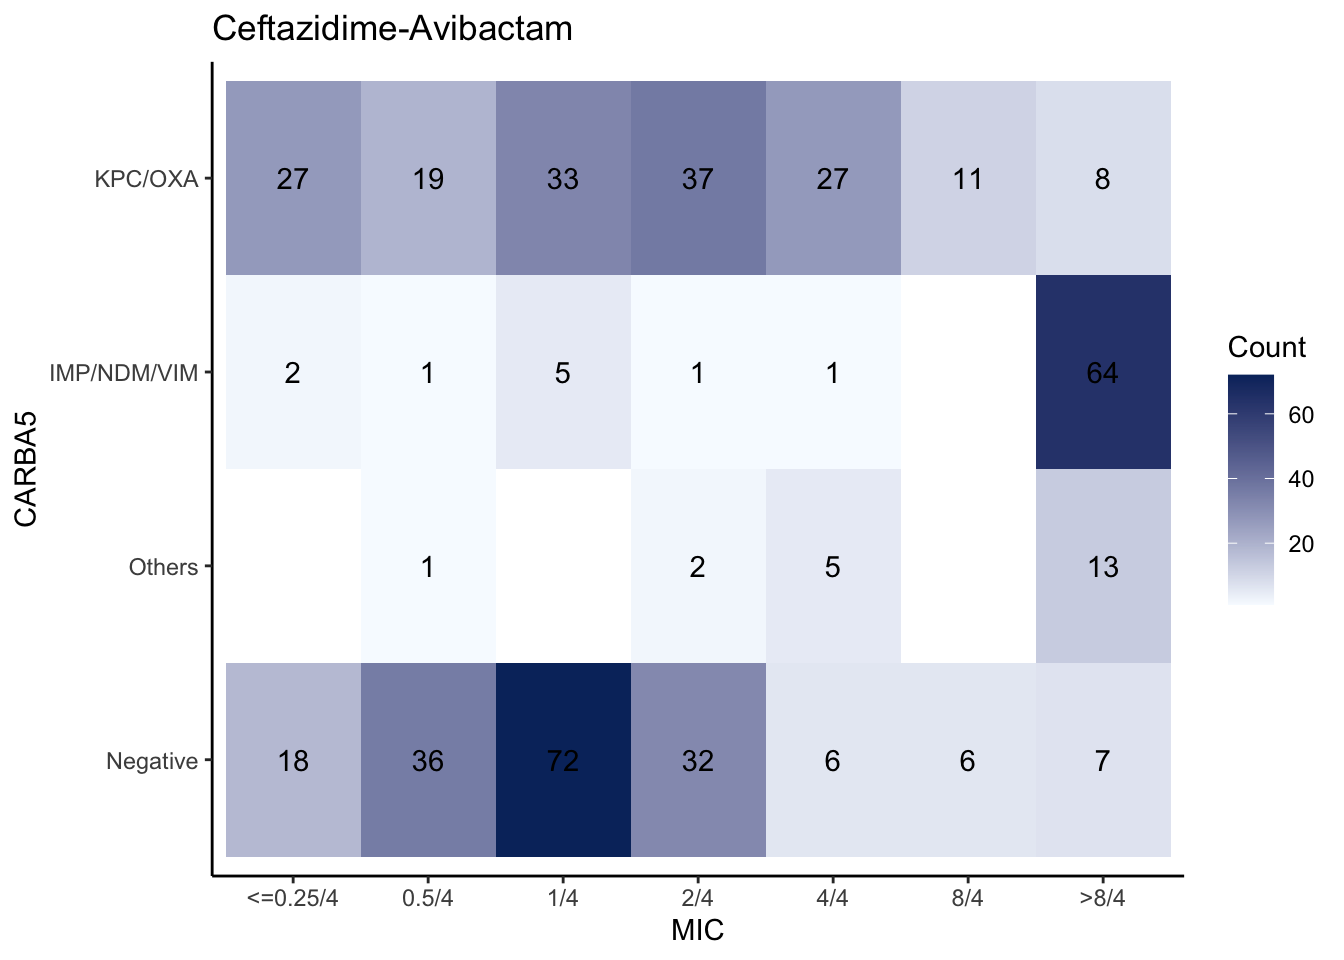 Ceftazidime-Avibactam
KPC/OXA 27 19 33 37 27 11 8
IMP/NDM/VIM 2 1 5 1 1 64
Others 1 2 5 13
Negative 18 36 72 32 6 6 7
<=0.25/4 0.5/4 1/4 2/4 4/4 8/4 >8/4
MIC
CARBA5
Count
60
40
20